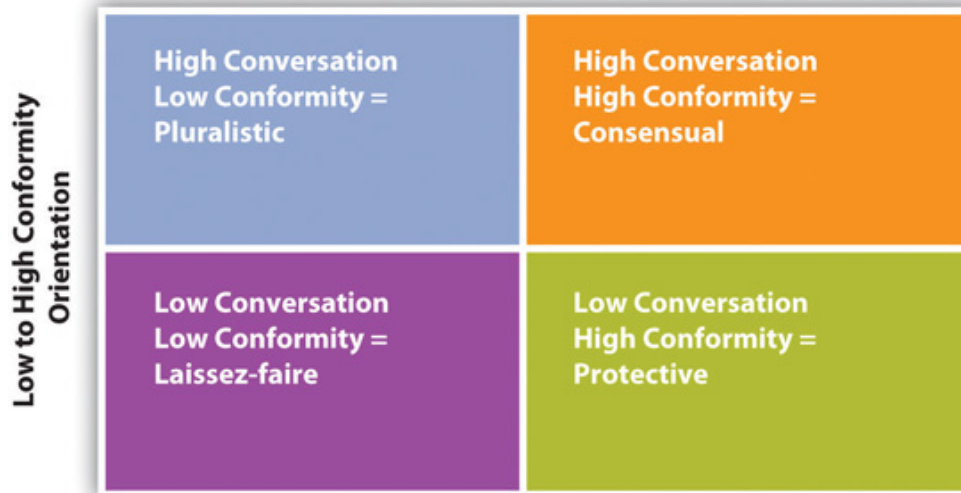 Low to High Conformity
Orientation
High Conversation
Low Conformity =
Pluralistic
High Conversation
High Conformity =
Consensual
Low Conversation
Low Conformity =
Laissez-faire
Low Conversation
High Conformity =
Protective